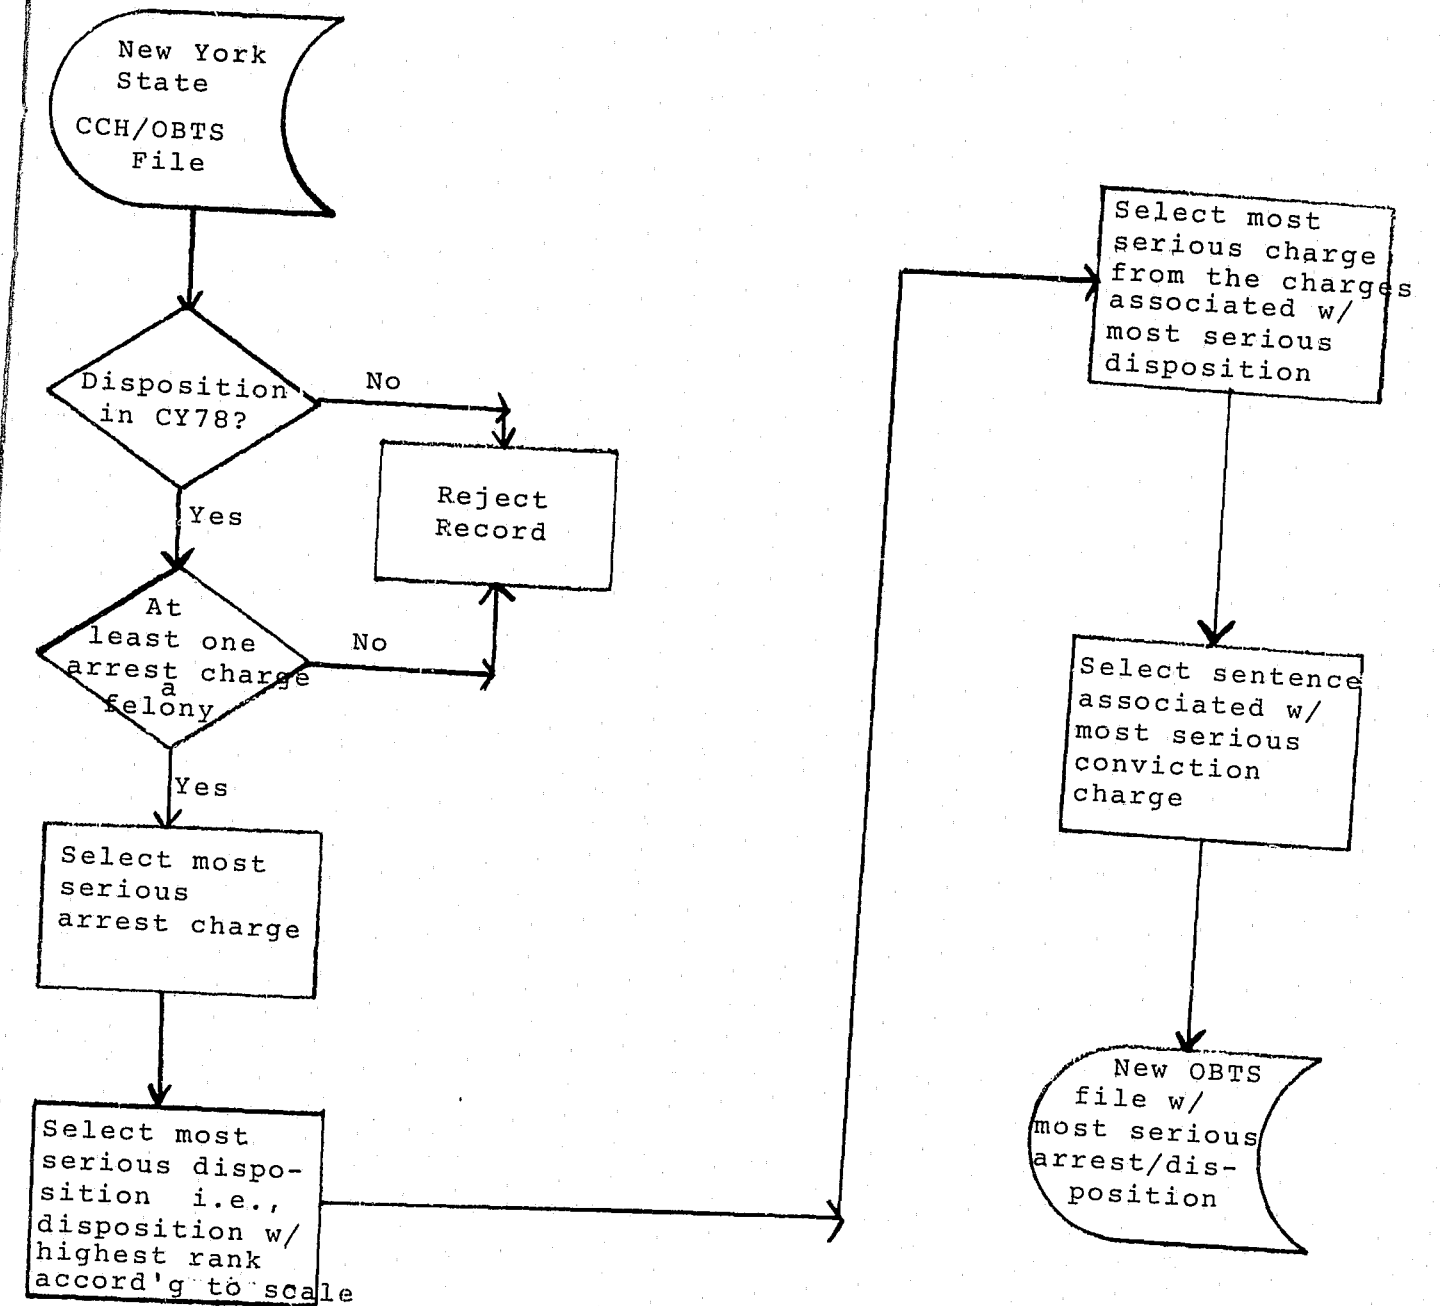 New York
State
CCH/OBTS
File
Disposition
in CY78?
No
Reject
Record
Yes
At
least one
arrest charge
a
felony
No
Yes
Select most
serious
arrest charge
Select most
serious dispo-
sition i.e.,
disposition w/
highest rank
accord'g to scale
Select most
serious charge
from the charges
associated w/
most serious
disposition
Select sentence
associated w/
most serious
conviction
charge
New OBTS
file w/
most serious
arrest/dis-
position